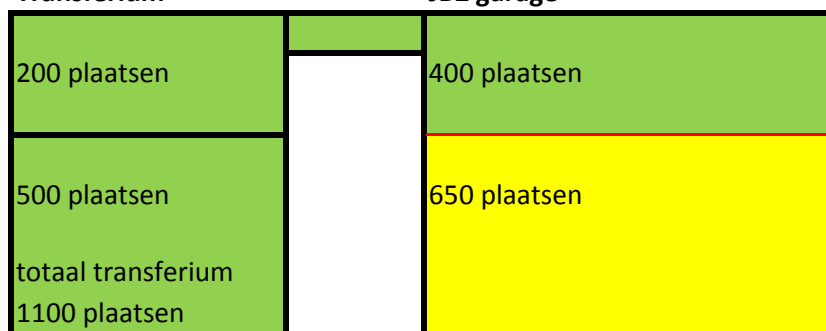 200 plaatsen
400 plaatsen
500 plaatsen
650 plaatsen
totaal transferium
1100 plaatsen